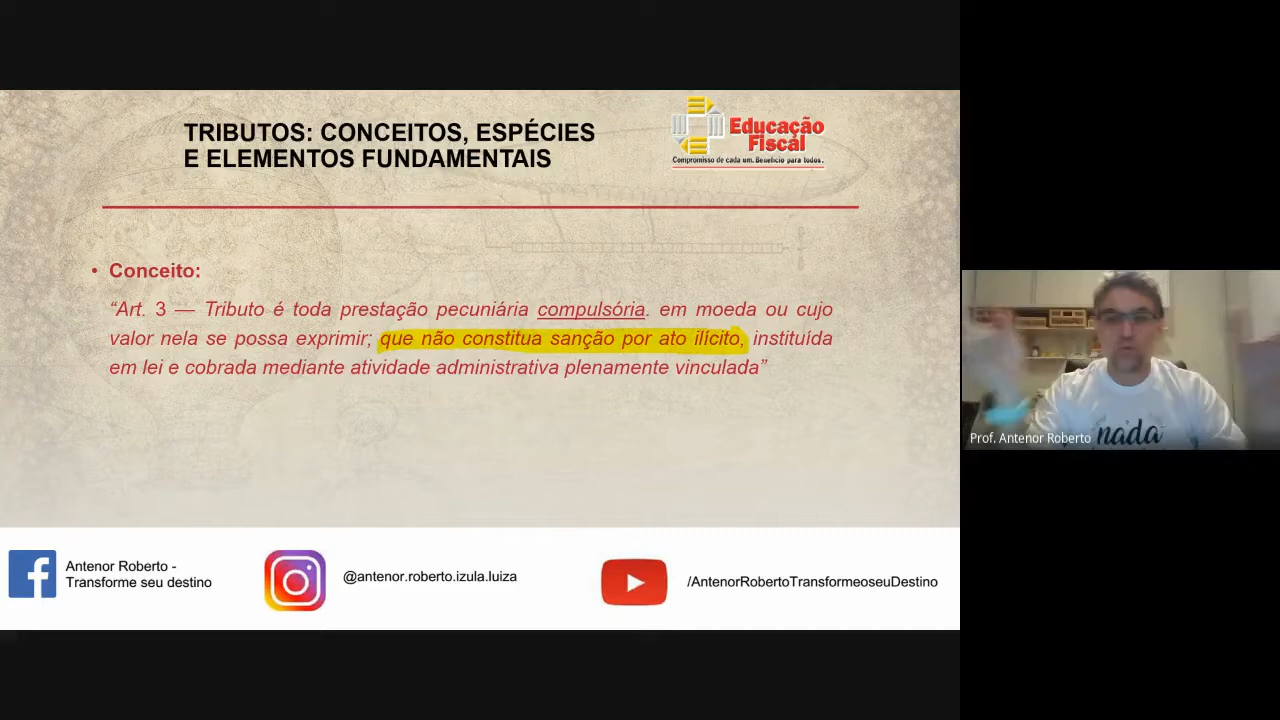 TRIBUTOS: CONCEITOS, ESPÉCIES
E ELEMENTOS FUNDAMENTAIS
Educação
Fiscal
Compromisso de cada um. Benefício para todos.
• Conceito:
“Art. 3 — Tributo é toda prestação pecuniária compulsória. em moeda ou cujo
valor nela se possa exprimir; que não constitua sanção por ato ilícito, instituída
em lei e cobrada mediante atividade administrativa plenamente vinculada”
nada
Prof. Antenor Roberto
Antenor Roberto -
Transforme seu destino
@antenor.roberto.izula.luiza
/AntenorRobertoTransformeoseuDestino